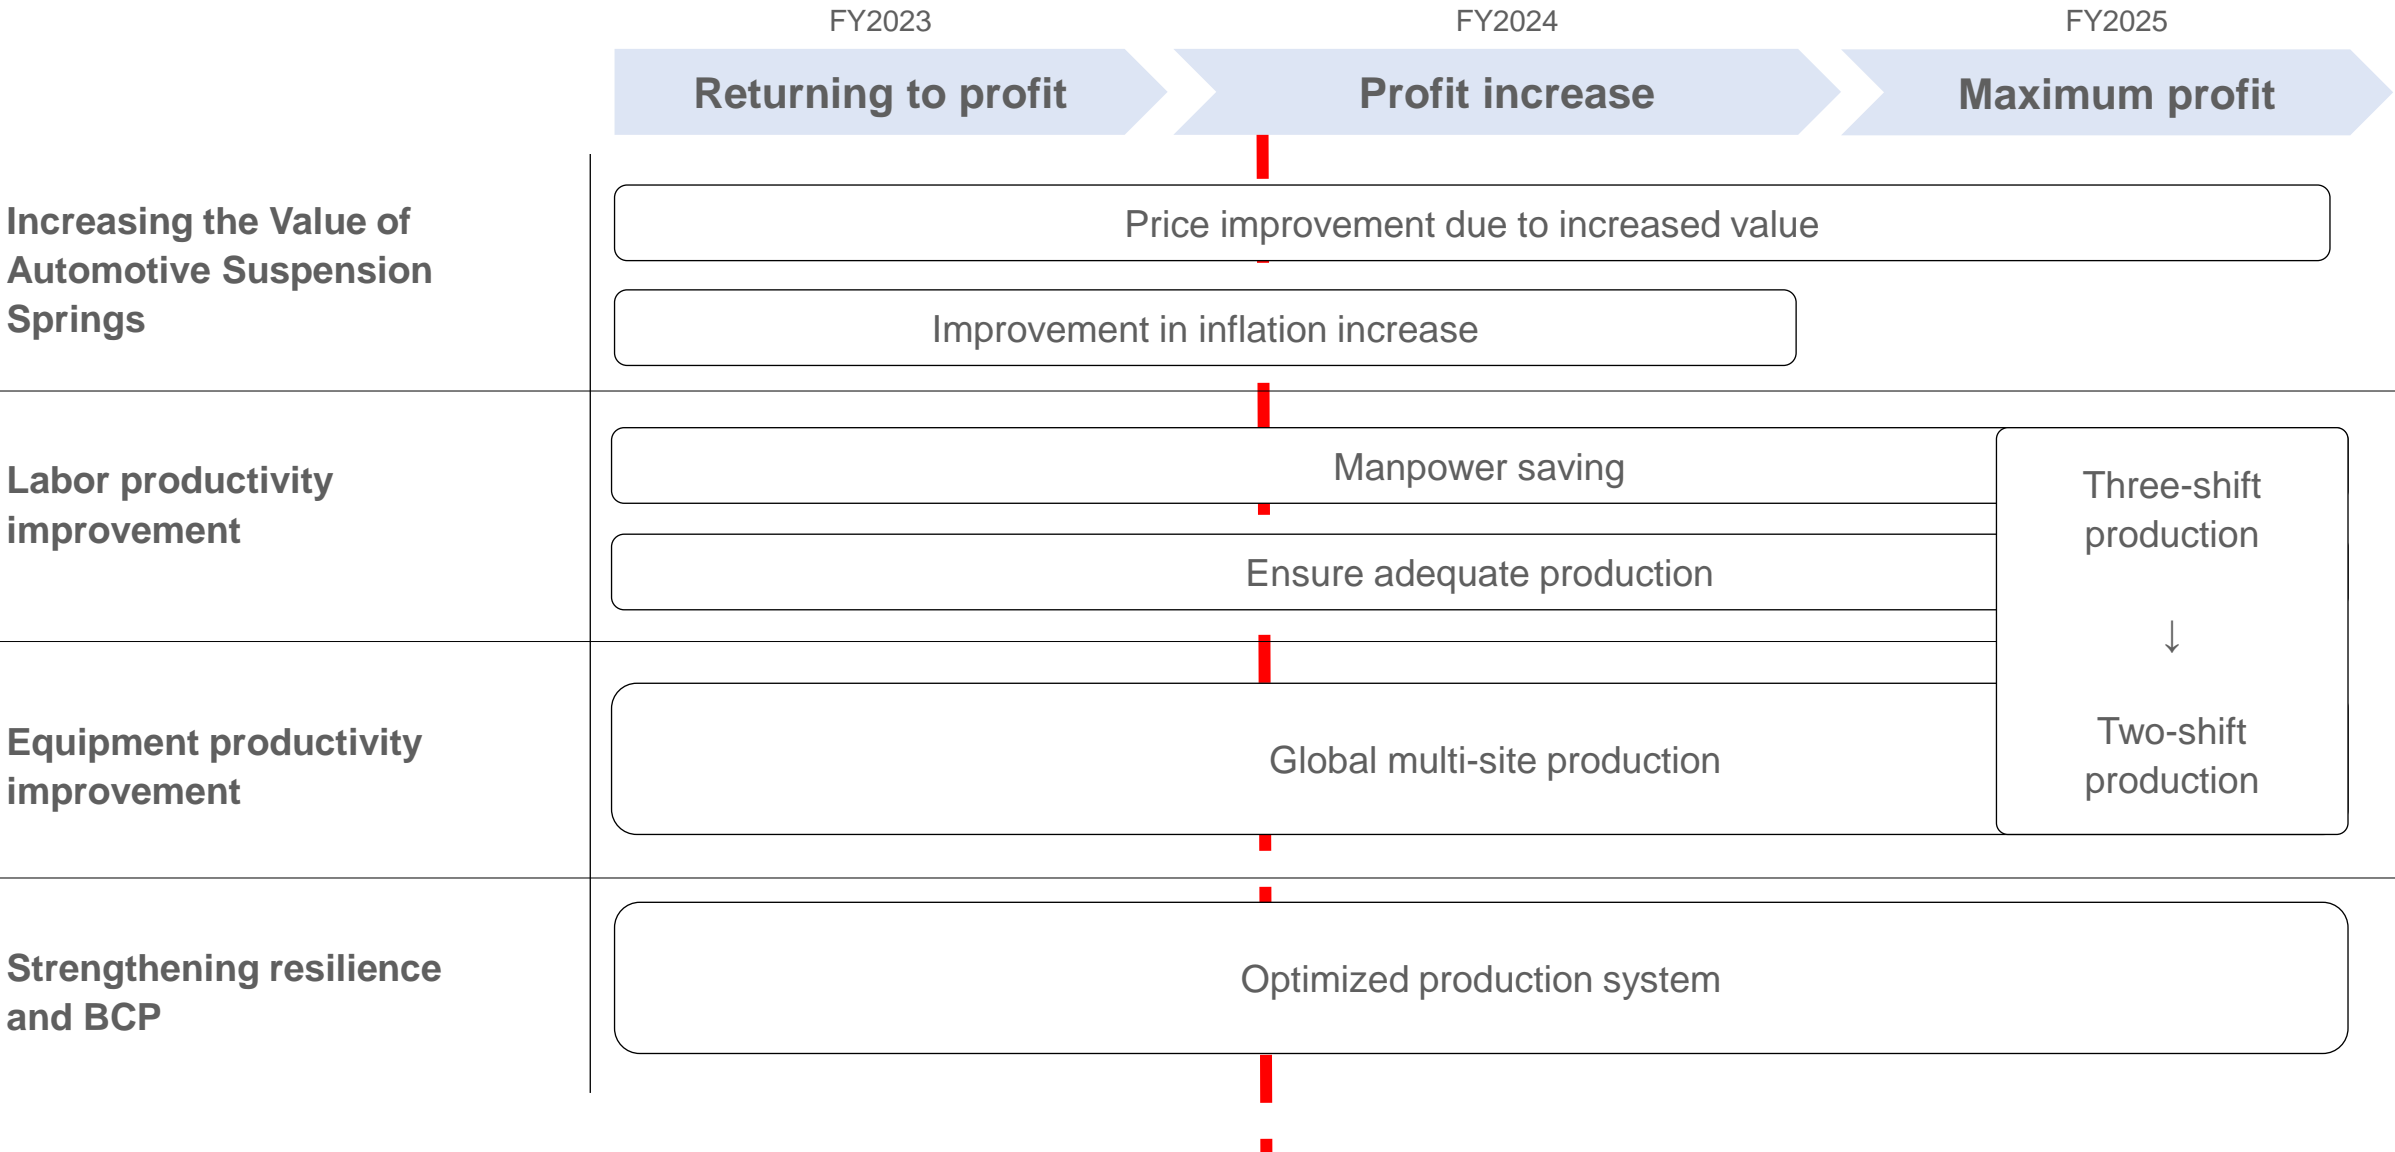 FY2023
FY2024
FY2025
Returning to profit
Profit increase
Maximum profit
Increasing the Value of
Automotive Suspension
Springs
Price improvement due to increased value
Improvement in inflation increase
Labor productivity
improvement
Manpower saving
Ensure adequate production
Three-shift
production
↓
Two-shift
production
Equipment productivity
improvement
Global multi-site production
Strengthening resilience
and BCP
Optimized production system